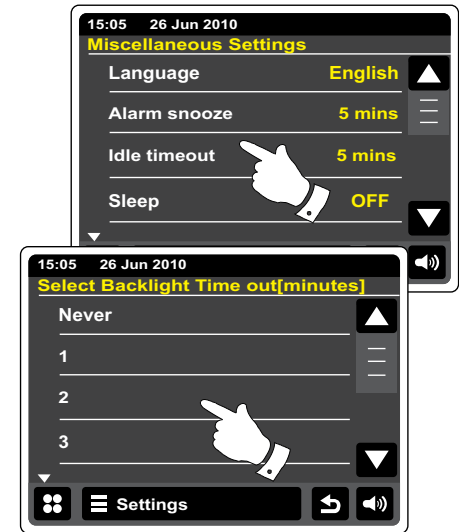 15:05 26 Jun 2010
Miscellaneous Settings
Language English
Alarm snooze 5 mins
Idle timeout 5 mins
Sleep OFF
15:05 26 Jun 2010
Select Backlight Time out[minutes]
Never
1
2
3
Settings